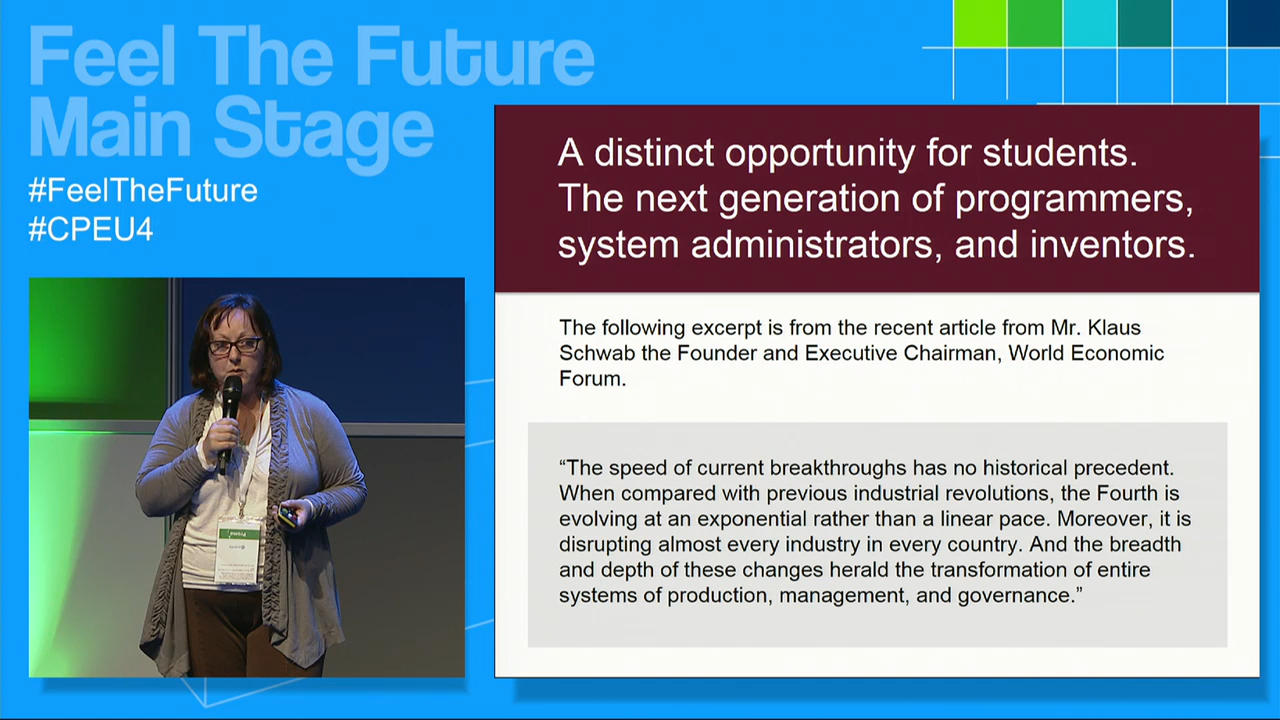 Feel The Future
Main Stage
#FeelTheFuture
#CPEU4
A distinct opportunity for students.
The next generation of programmers,
system administrators, and inventors.
The following excerpt is from the recent article from Mr. Klaus
Schwab the Founder and Executive Chairman, World Economic
Forum.
“The speed of current breakthroughs has no historical precedent.
When compared with previous industrial revolutions, the Fourth is
evolving at an exponential rather than a linear pace. Moreover, it is
disrupting almost every industry in every country. And the breadth
and depth of these changes herald the transformation of entire
systems of production, management, and governance.”